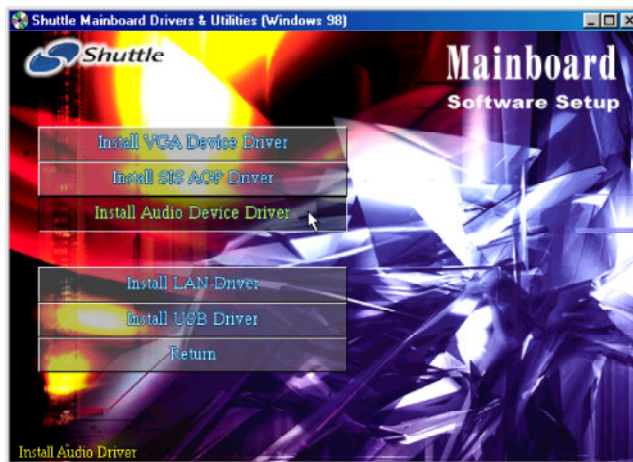 Shuttle Mainboard Drivers & Utilities (Windows 98)
Shuttle
Mainboard
Software Setup
Install VGA Device Driver
Install SIS AGP Driver
Install Audio Device Driver
Install LAN Driver
Install USB Driver
Return
Install Audio Driver